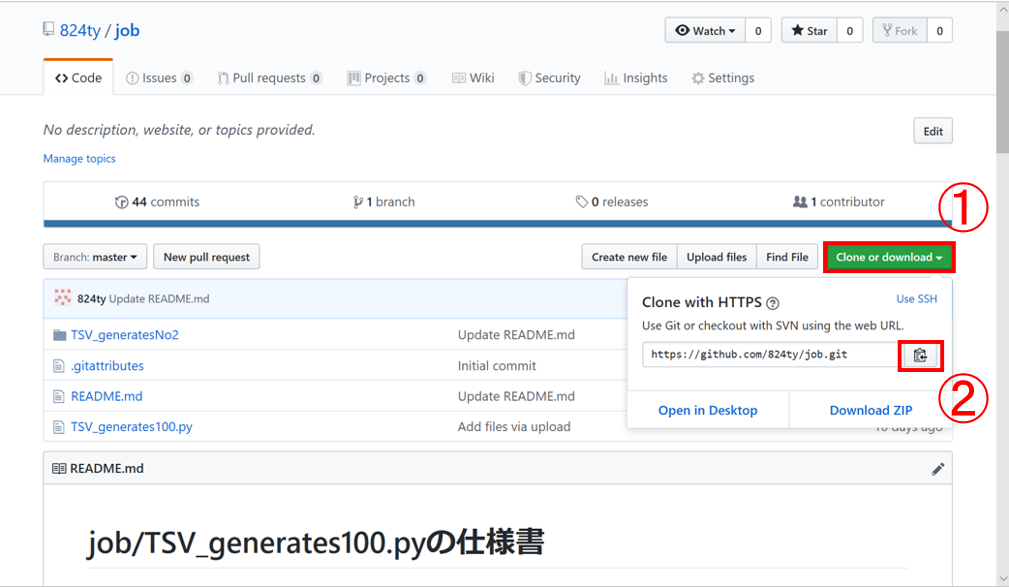 824ty / job
Watch 0 Star 0 Fork 0
Code Issues 0 Pull requests 0 Projects 0 Wiki Security Insights Settings
No description, website, or topics provided.
Edit
Manage topics
44 commits 1 branch 0 releases 1 contributor
①
Branch: master New pull request Create new file Upload files Find File Clone or download
824ty Update README.md
Clone with HTTPS Use SSH
Use Git or checkout with SVN using the web URL.
https://github.com/824ty/job.git
②
Open in Desktop Download ZIP
TSV_generatesNo2 Update README.md
.gitattributes Initial commit
README.md Update README.md
TSV_generates100.py Add files via upload 10 days ago
README.md
job/TSV_generates100.pyの仕様書